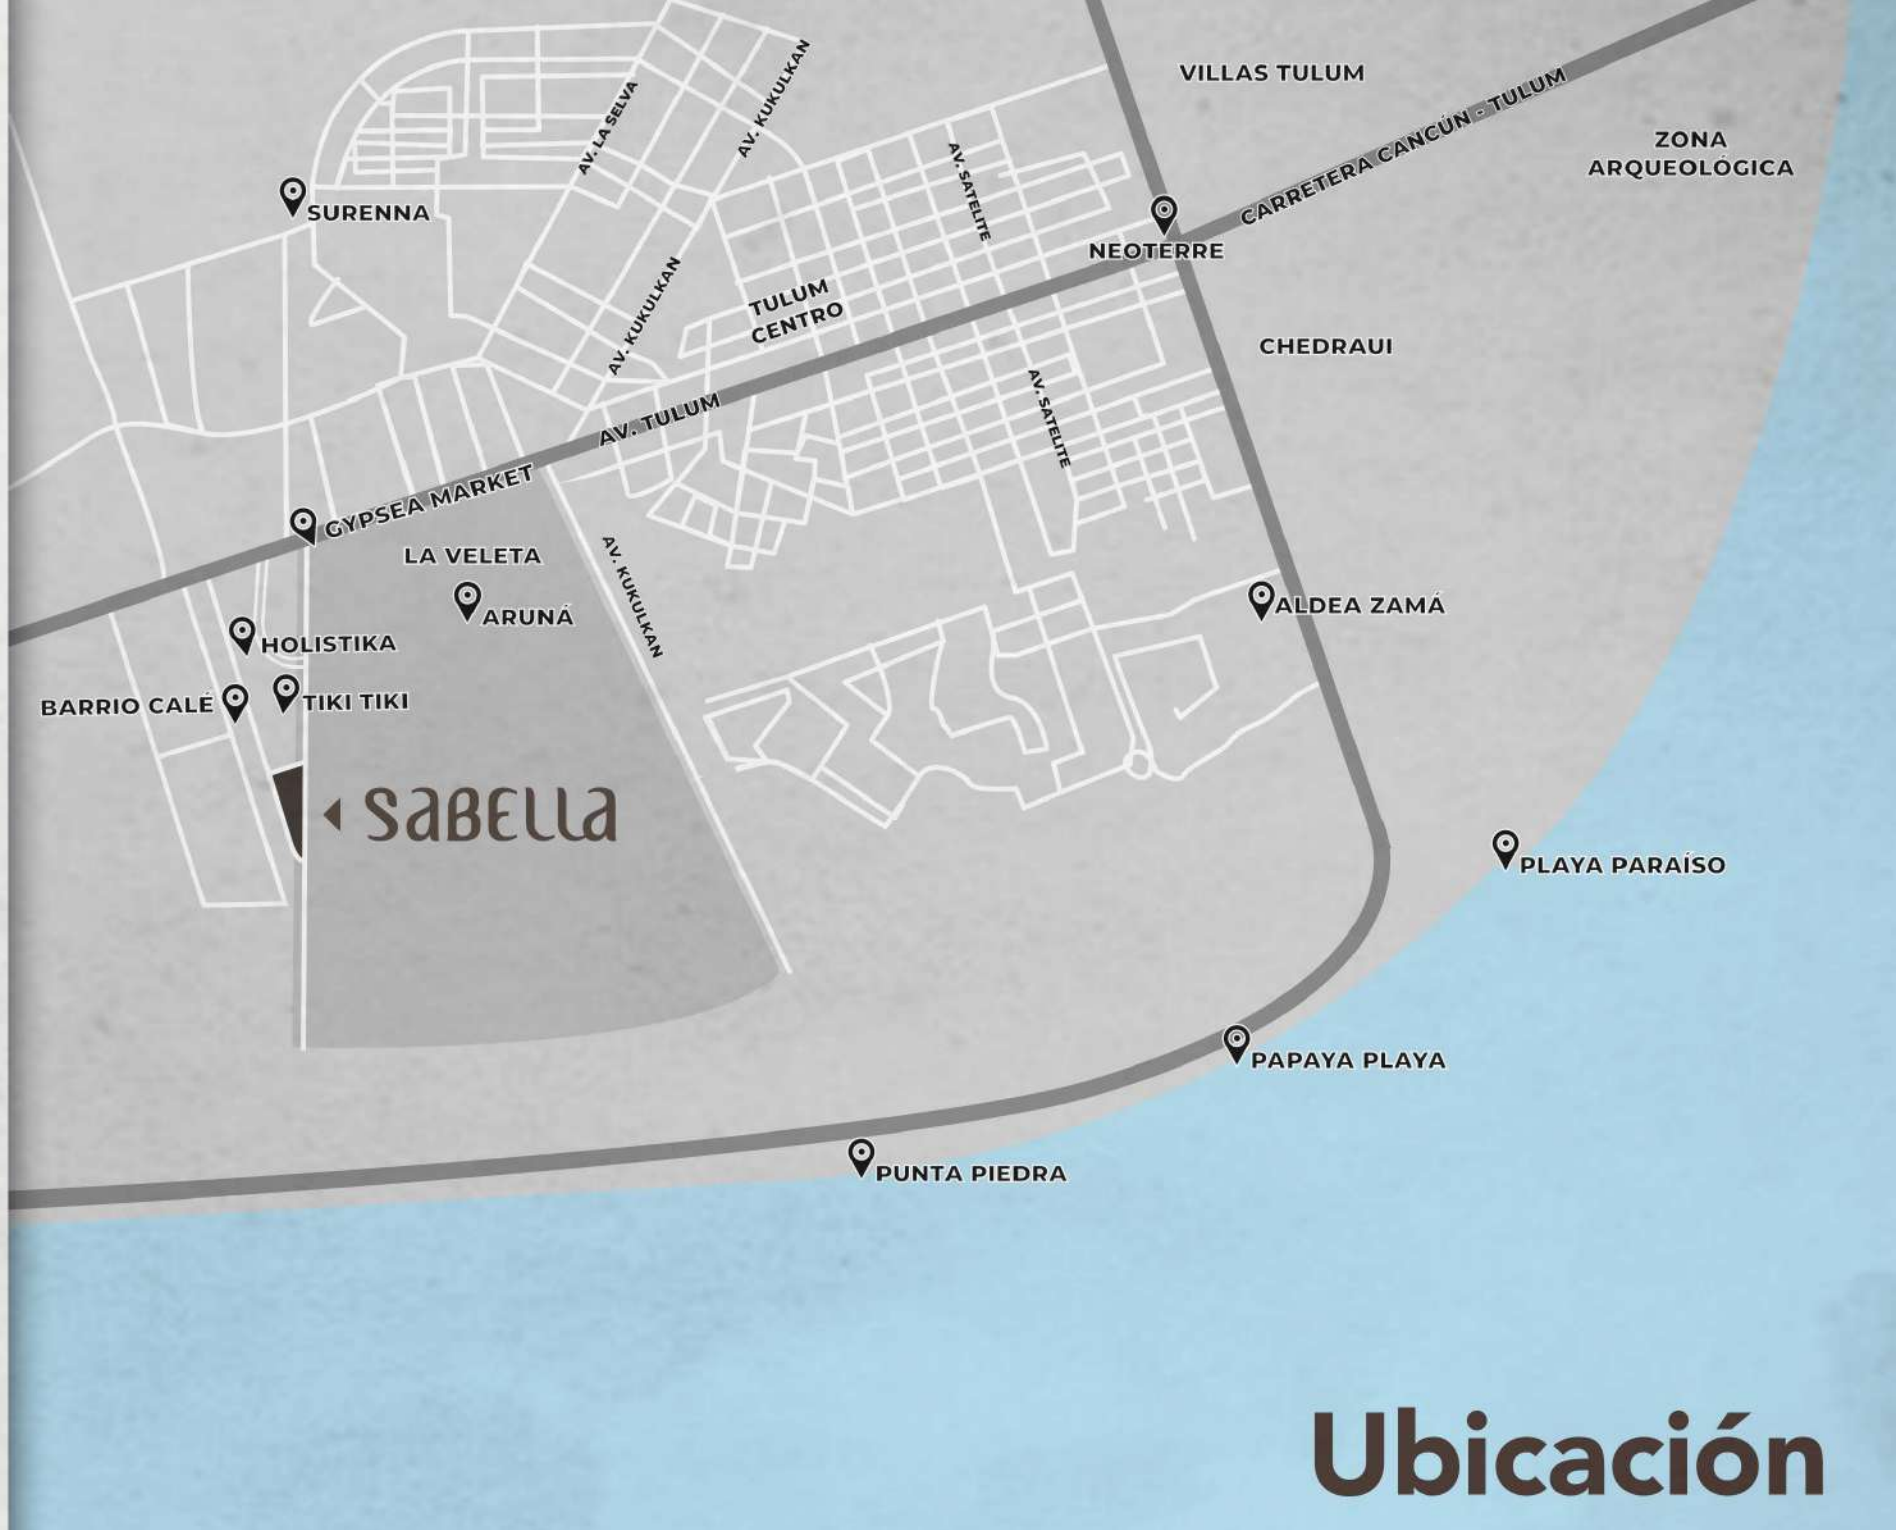 VILLAS TULUM
CARRETERA CANCÚN - TULUM
ZONA
ARQUEOLÓGICA
AV. LA SELVA
AV. KUKULKAN
AV. SATELITE
SURENNA
NEOTERRE
AV. KUKULKAN
TULUM
CENTRO
CHEDRAUI
AV. TULUM
AV. SATELITE
GYPSEA MARKET
LA VELETA
ARUNÁ
AV. KUKULKAN
ALDEA ZAMÁ
HOLISTIKA
BARRIO CALÉ
TIKI TIKI
SABELLA
PLAYA PARAÍSO
PAPAYA PLAYA
PUNTA PIEDRA
Ubicación